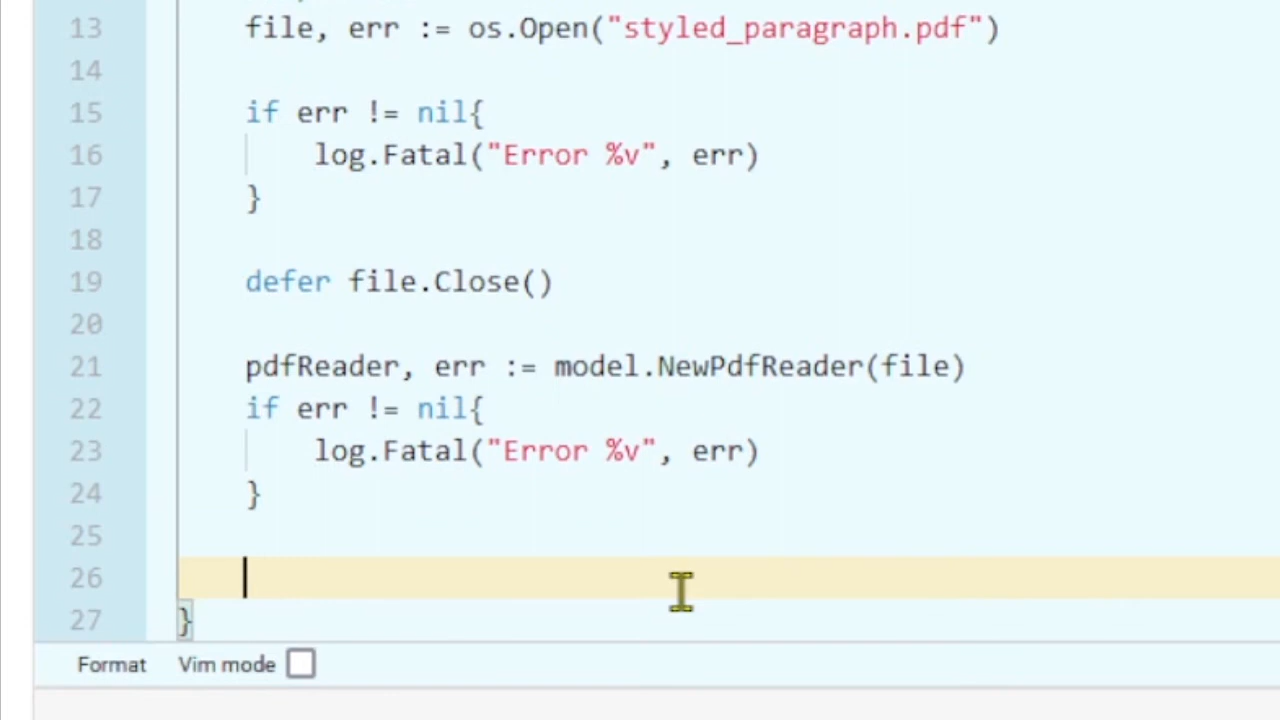 13 file, err := os.Open("styled_paragraph.pdf")
14
15 if err != nil{
16 log.Fatal("Error %v", err)
17 }
18
19 defer file.Close()
20
21 pdfReader, err := model.NewPdfReader(file)
22 if err != nil{
23 log.Fatal("Error %v", err)
24 }
25
26
27 }
Format Vim mode